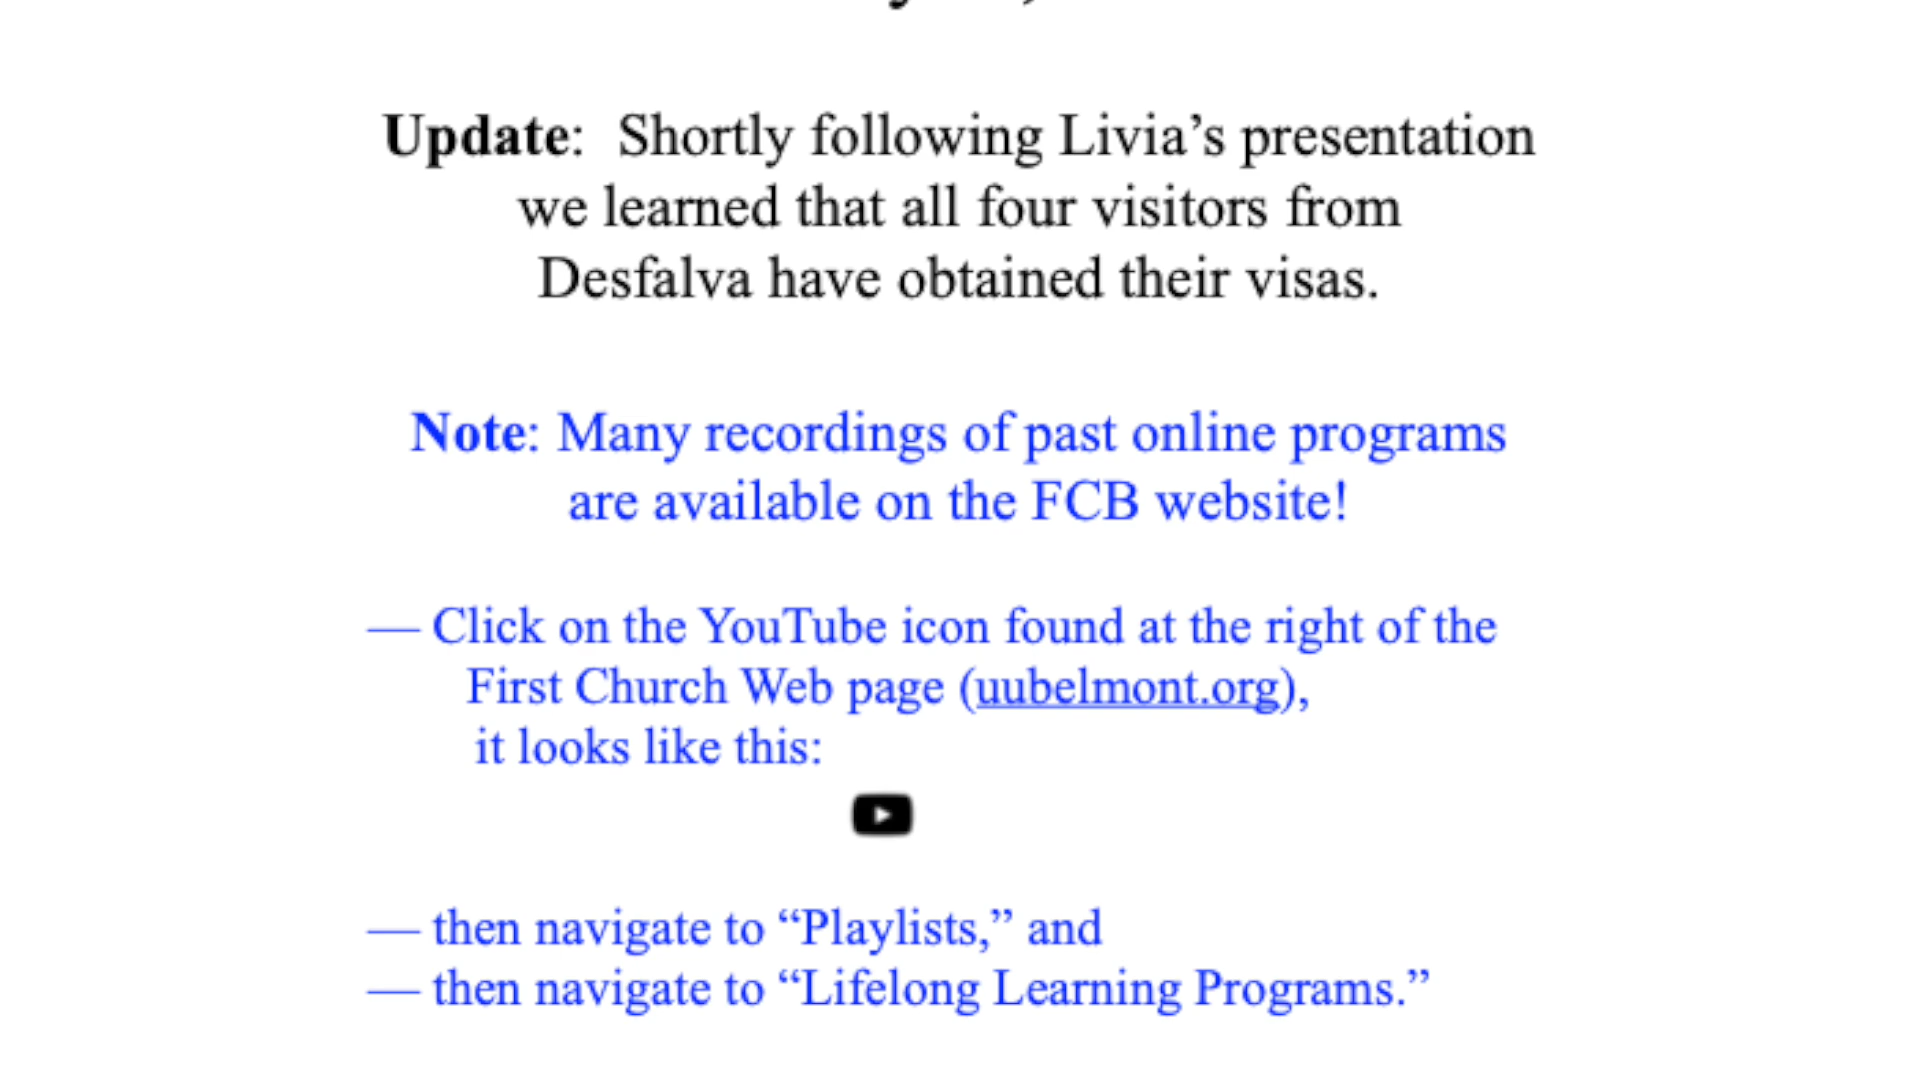 Update:  Shortly following Livia’s presentation
we learned that all four visitors from
Desfalva have obtained their visas.
Note: Many recordings of past online programs
are available on the FCB website!
— Click on the YouTube icon found at the right of the
First Church Web page (uubelmont.org),
it looks like this:
— then navigate to “Playlists,” and
— then navigate to “Lifelong Learning Programs.”